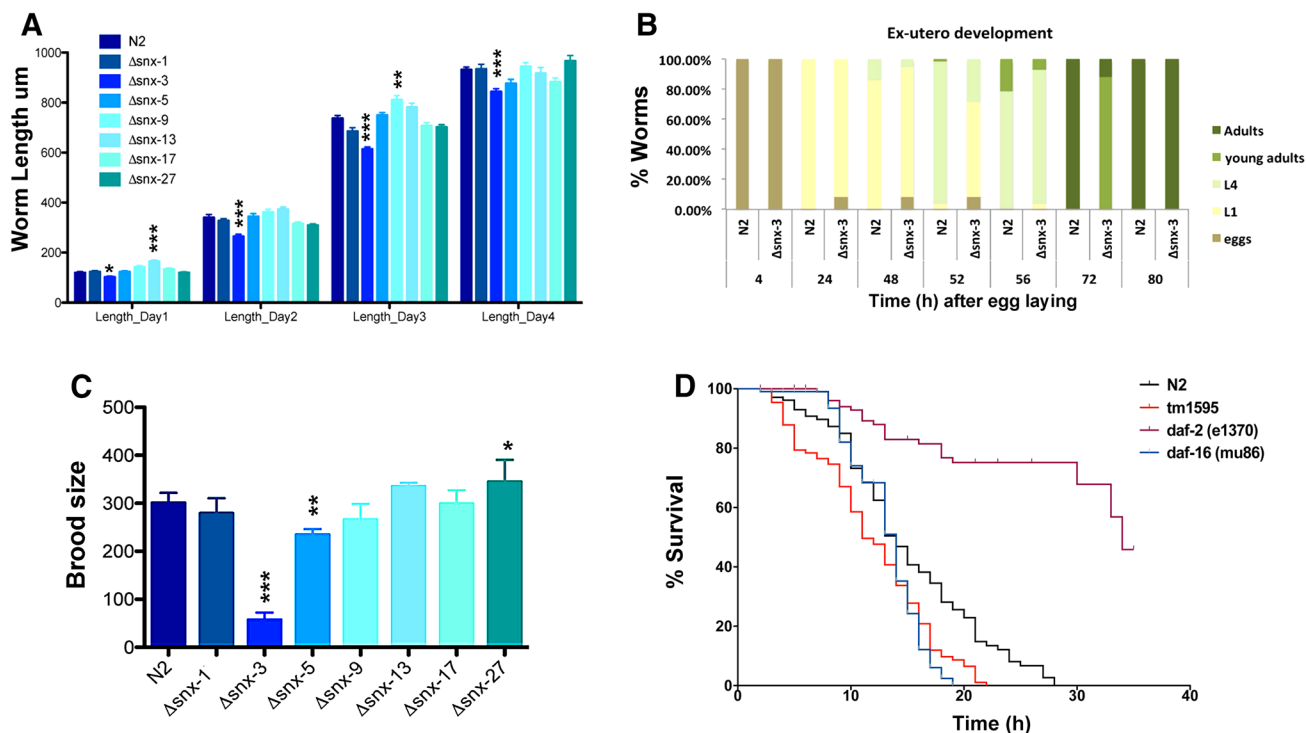 A
N2
Δsnx-1
Δsnx-3
Δsnx-5
Δsnx-9
Δsnx-13
Δsnx-17
Δsnx-27
Worm Length um
1000
800
600
400
200
0
*
***
***
***
**
***
Length_Day1
Length_Day2
Length_Day3
Length_Day4
B
Ex-utero development
% Worms
100.00%
80.00%
60.00%
40.00%
20.00%
0.00%
N2 Δsnx-3 N2 Δsnx-3 N2 Δsnx-3 N2 Δsnx-3 N2 Δsnx-3 N2 Δsnx-3 N2 Δsnx-3
4 24 48 52 56 72 80
Time (h) after egg laying
Adults
young adults
L4
L1
eggs
C
Brood size
500
400
300
200
100
0
***
**
*
N2
Δsnx-1
Δsnx-3
Δsnx-5
Δsnx-9
Δsnx-13
Δsnx-17
Δsnx-27
D
% Survival
100
80
60
40
20
0
0 10 20 30 40
Time (h)
N2
tm1595
daf-2 (e1370)
daf-16 (mu86)